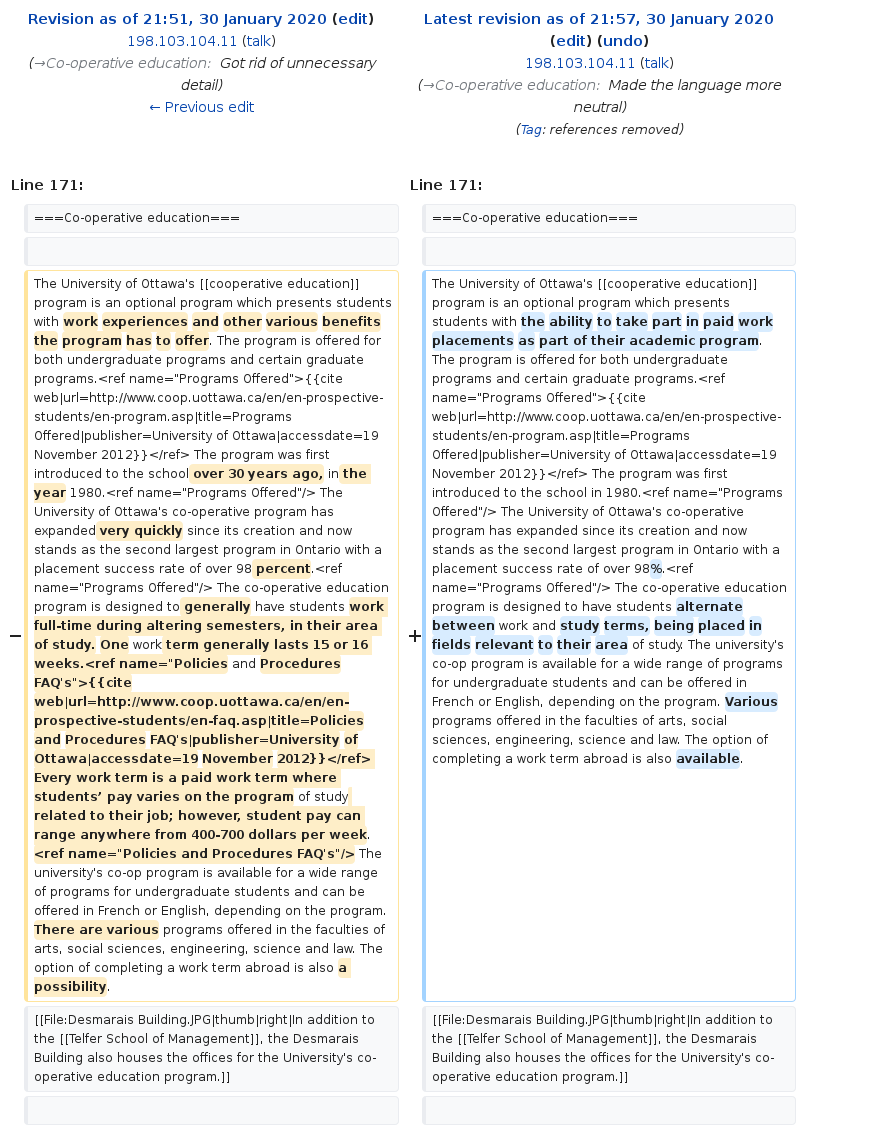 Revision as of 21:51, 30 January 2020 (edit)
198.103.104.11 (talk)
(→Co-operative education: Got rid of unnecessary
detail)
← Previous edit
Latest revision as of 21:57, 30 January 2020
(edit) (undo)
198.103.104.11 (talk)
(→Co-operative education: Made the language more
neutral)
(Tag: references removed)
Line 171:
Line 171:
===Co-operative education===
===Co-operative education===
−
The University of Ottawa's [[cooperative education]]
program is an optional program which presents students
with work experiences and other various benefits
the program has to offer. The program is offered for
both undergraduate programs and certain graduate
programs.<ref name="Programs Offered">{{cite
web|url=http://www.coop.uottawa.ca/en/en-prospective-
students/en-program.asp|title=Programs
Offered|publisher=University of Ottawa|accessdate=19
November 2012}}</ref> The program was first
introduced to the school over 30 years ago, in the
year 1980.<ref name="Programs Offered"/> The
University of Ottawa's co-operative program has
expanded very quickly since its creation and now
stands as the second largest program in Ontario with a
placement success rate of over 98 percent.<ref
name="Programs Offered"/> The co-operative education
program is designed to generally have students work
full-time during altering semesters, in their area
of study. One work term generally lasts 15 or 16
weeks.<ref name="Policies and Procedures
FAQ's">{{cite
web|url=http://www.coop.uottawa.ca/en/en-
prospective-students/en-faq.asp|title=Policies
and Procedures FAQ's|publisher=University of
Ottawa|accessdate=19 November 2012}}</ref>
Every work term is a paid work term where
students’ pay varies on the program of study
related to their job; however, student pay can
range anywhere from 400-700 dollars per week.
<ref name="Policies and Procedures FAQ's"/> The
university's co-op program is available for a wide range
of programs for undergraduate students and can be
offered in French or English, depending on the program.
There are various programs offered in the faculties of
arts, social sciences, engineering, science and law. The
option of completing a work term abroad is also a
possibility.
+
The University of Ottawa's [[cooperative education]]
program is an optional program which presents
students with the ability to take part in paid work
placements as part of their academic program.
The program is offered for both undergraduate
programs and certain graduate programs.<ref
name="Programs Offered">{{cite
web|url=http://www.coop.uottawa.ca/en/en-prospective-
students/en-program.asp|title=Programs
Offered|publisher=University of Ottawa|accessdate=19
November 2012}}</ref> The program was first
introduced to the school in 1980.<ref name="Programs
Offered"/> The University of Ottawa's co-operative
program has expanded since its creation and now
stands as the second largest program in Ontario with a
placement success rate of over 98%.<ref
name="Programs Offered"/> The co-operative education
program is designed to have students alternate
between work and study terms, being placed in
fields relevant to their area of study. The university's
co-op program is available for a wide range of programs
for undergraduate students and can be offered in
French or English, depending on the program. Various
programs offered in the faculties of arts, social
sciences, engineering, science and law. The option of
completing a work term abroad is also available.
[[File:Desmarais Building.JPG|thumb|right|In addition to
the [[Telfer School of Management]], the Desmarais
Building also houses the offices for the University's co-
operative education program.]]
[[File:Desmarais Building.JPG|thumb|right|In addition to
the [[Telfer School of Management]], the Desmarais
Building also houses the offices for the University's co-
operative education program.]]